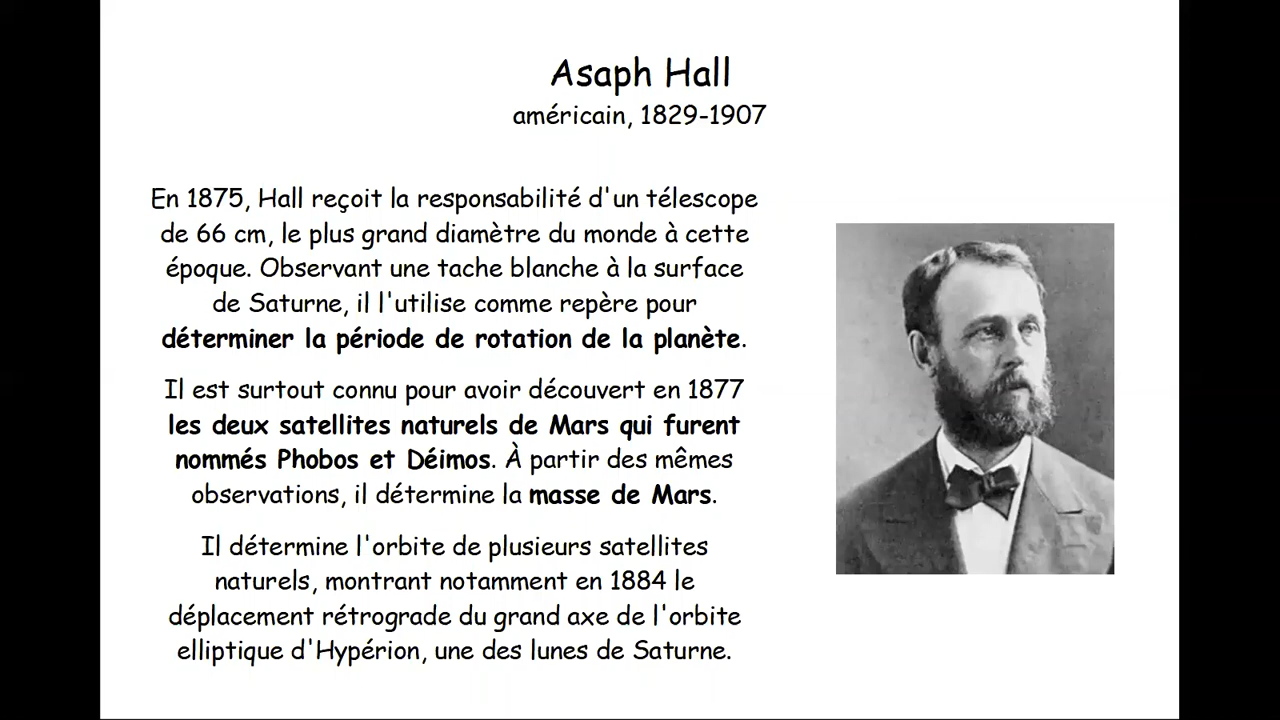 Asaph Hall
américain, 1829-1907
En 1875, Hall reçoit la responsabilité d'un télescope
de 66 cm, le plus grand diamètre du monde à cette
époque. Observant une tache blanche à la surface
de Saturne, il l'utilise comme repère pour
déterminer la période de rotation de la planète.
Il est surtout connu pour avoir découvert en 1877
les deux satellites naturels de Mars qui furent
nommés Phobos et Déimos. À partir des mêmes
observations, il détermine la masse de Mars.
Il détermine l'orbite de plusieurs satellites
naturels, montrant notamment en 1884 le
déplacement rétrograde du grand axe de l'orbite
elliptique d'Hypérion, une des lunes de Saturne.